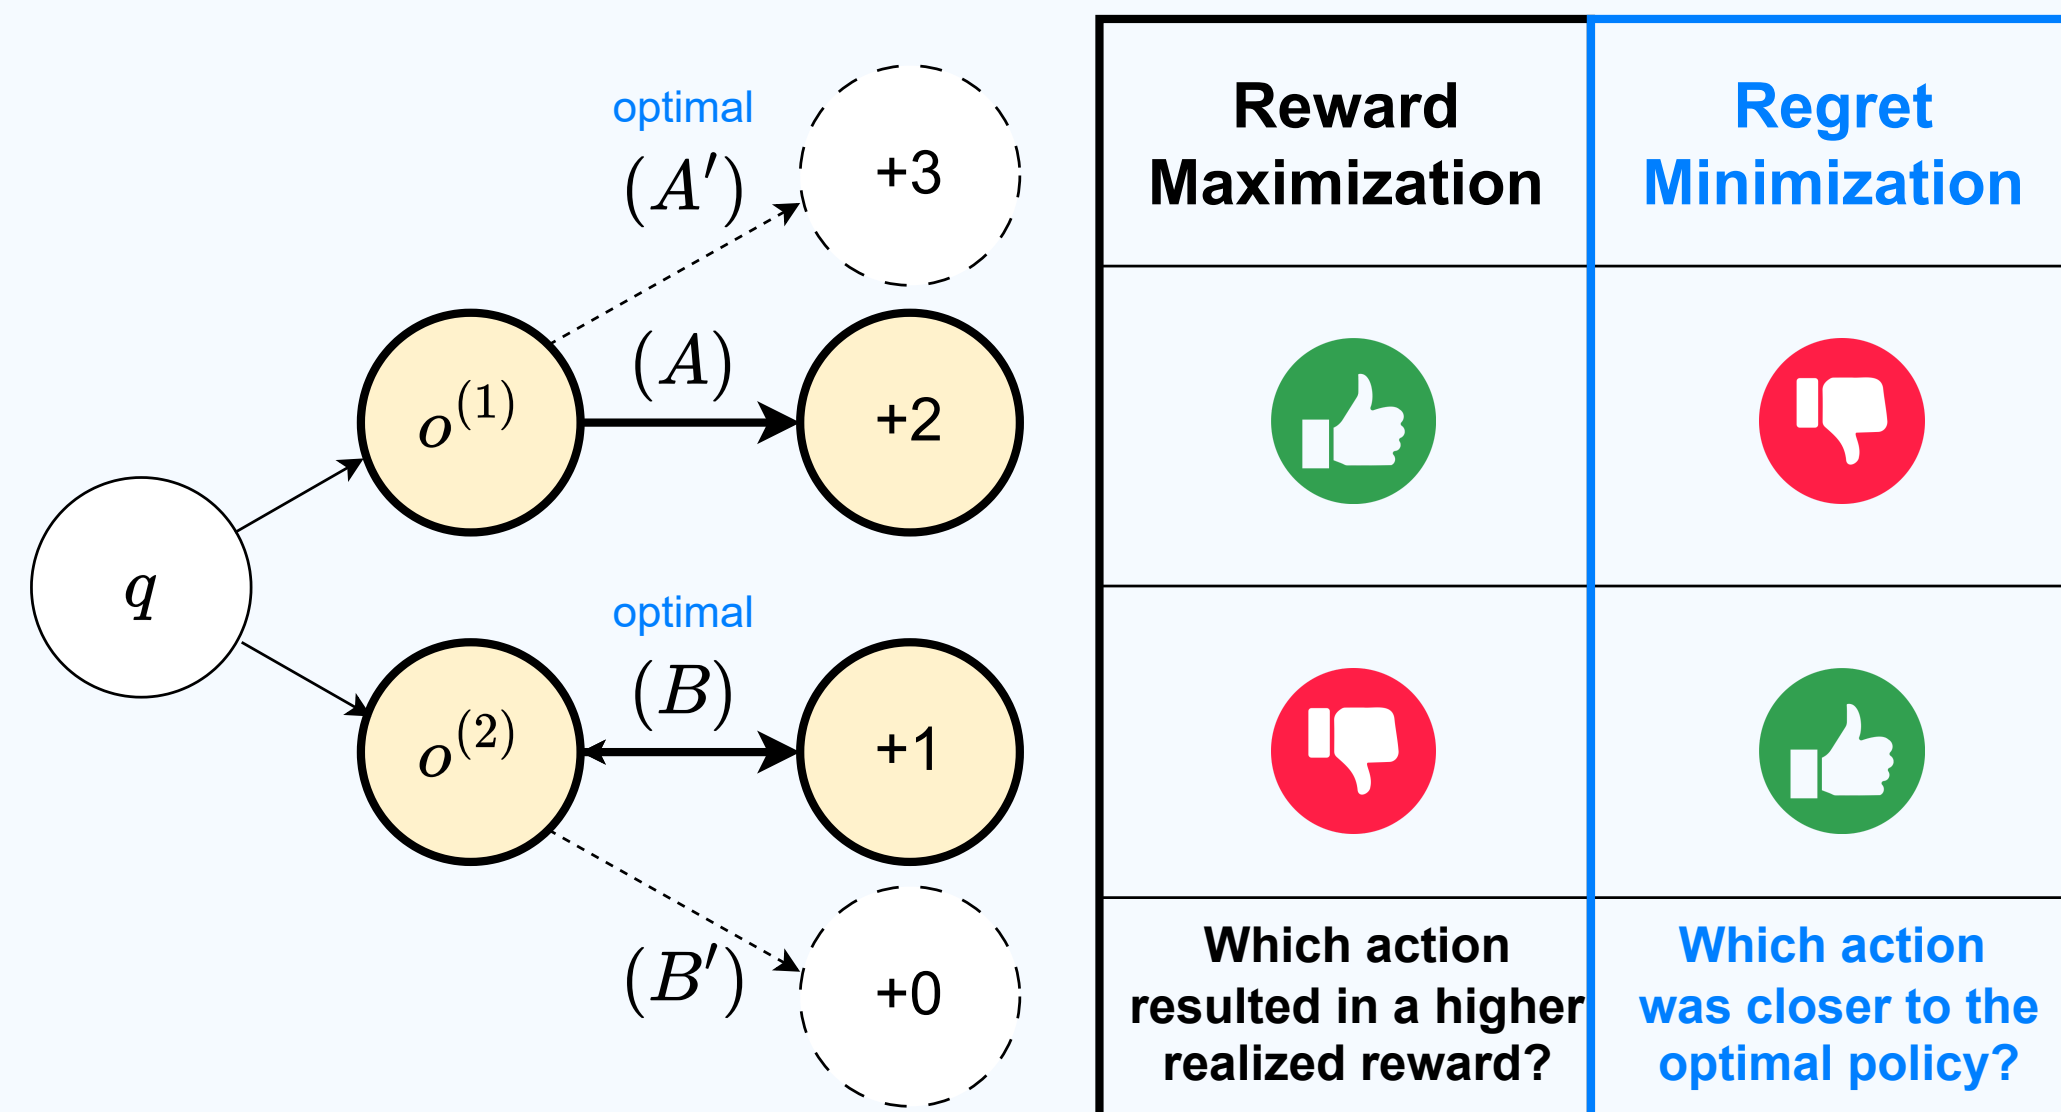 optimal
(A′)
+3
(A)
o(1)
+2
q
optimal
(B)
o(2)
+1
(B′)
+0
Reward
Maximization
Regret
Minimization
Which action
resulted in a higher
realized reward?
Which action
was closer to the
optimal policy?